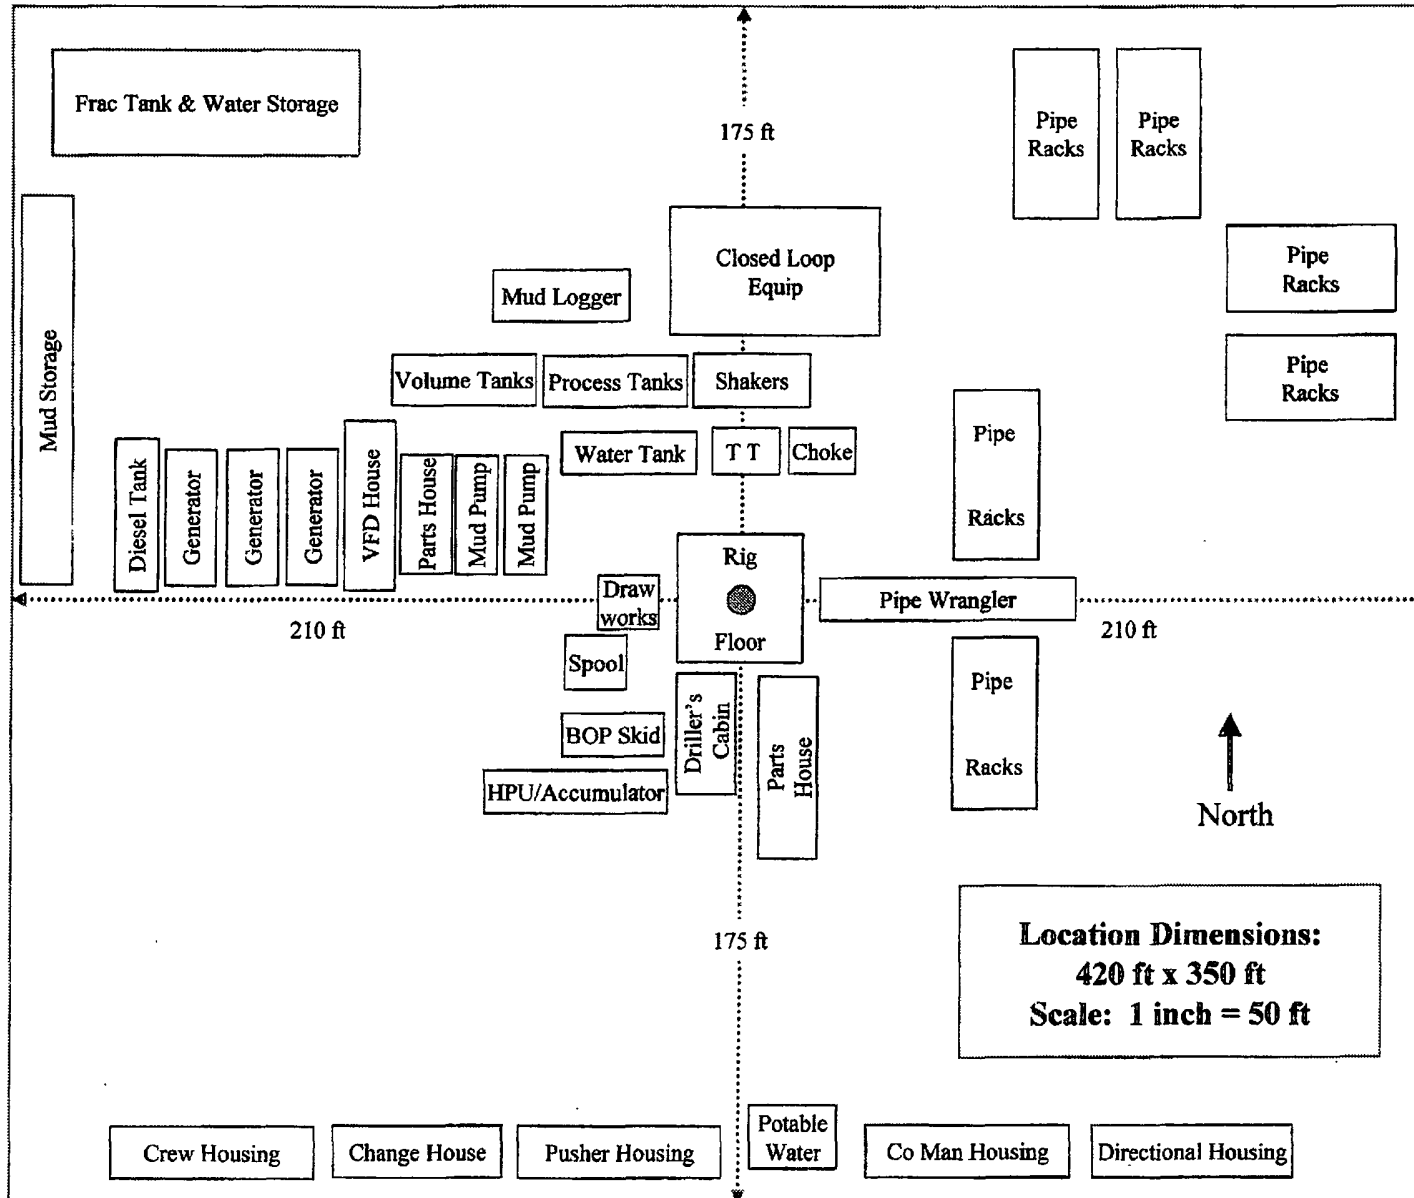 Frac Tank & Water Storage
175 ft
Pipe
Racks
Pipe
Racks
Closed Loop
Equip
Pipe
Racks
Mud Logger
Mud Storage
Volume Tanks
Process Tanks
Shakers
Pipe
Racks
Water Tank
T T
Choke
Pipe
Racks
Diesel Tank
Generator
Generator
Generator
VFD House
Parts House
Mud Pump
Mud Pump
Rig
Floor
Draw
works
Pipe Wrangler
210 ft
210 ft
Spool
Pipe
Racks
BOP Skid
Driller's
Cabin
Parts
House
HPU/Accumulator
North
175 ft
Location Dimensions:
420 ft x 350 ft
Scale: 1 inch = 50 ft
Crew Housing
Change House
Pusher Housing
Potable
Water
Co Man Housing
Directional Housing